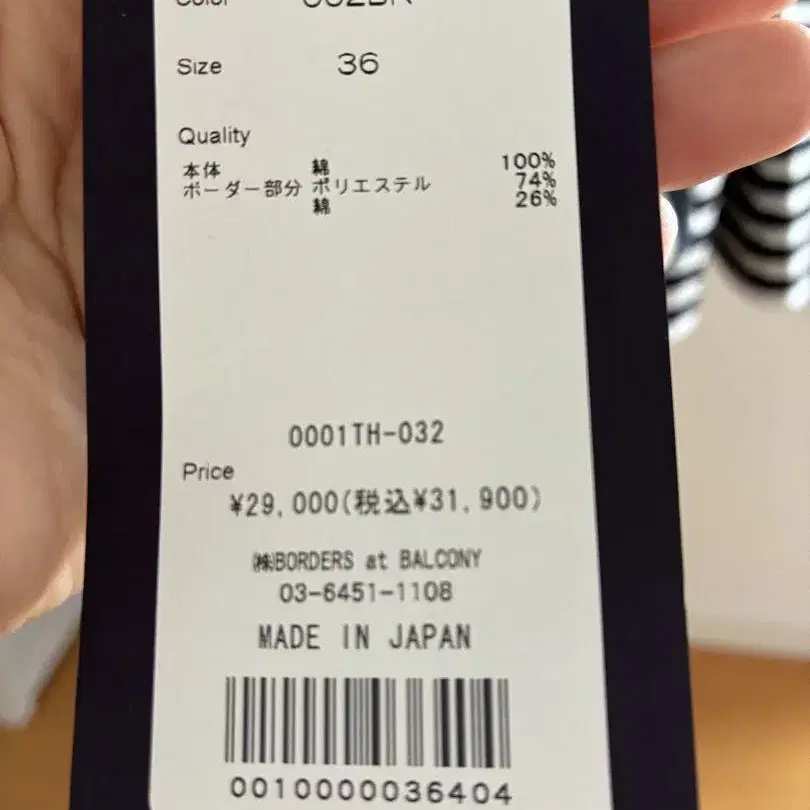 Size 36
Quality
本体 綿 100%
ボーダー部分 ポリエステル 74%
綿 26%
0001TH-032
Price
¥29,000(税込¥31,900)
㈱BORDERS at BALCONY
03-6451-1108
MADE IN JAPAN
0010000036404